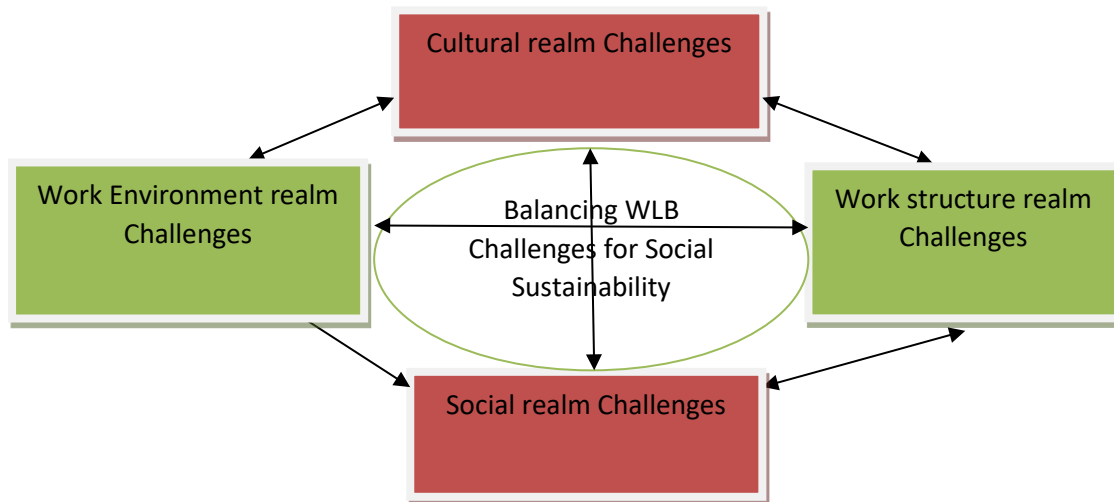 Cultural realm Challenges
Work Environment realm
Challenges
Balancing WLB
Challenges for Social
Sustainability
Work structure realm
Challenges
Social realm Challenges